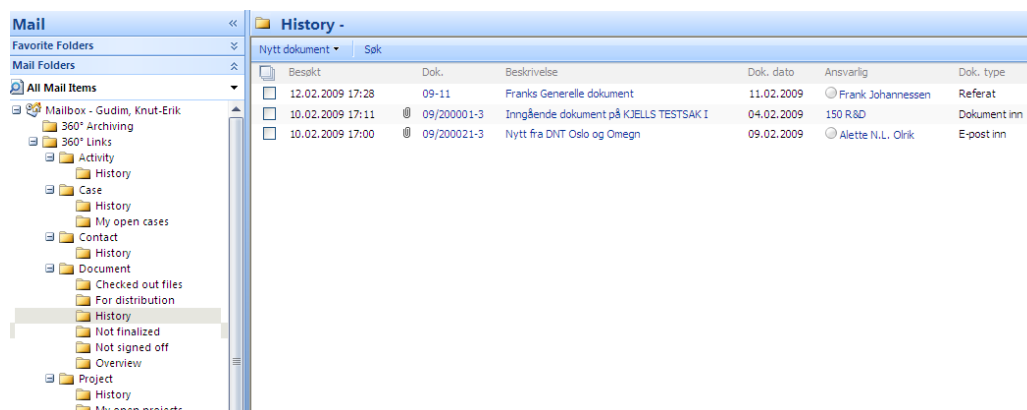 Mail «
Favorite Folders
Mail Folders
All Mail Items
Mailbox - Gudim, Knut-Erik
360° Archiving
360° Links
Activity
History
Case
History
My open cases
Contact
History
Document
Checked out files
For distribution
History
Not finalized
Not signed off
Overview
Project
History
My open projects
History -
Nytt dokument Søk
Besøkt Dok. Beskrivelse Dok. dato Ansvarlig Dok. type
12.02.2009 17:28 09-11 Franks Generelle dokument 11.02.2009 Frank Johannessen Referat
10.02.2009 17:11 09/200001-3 Inngående dokument på KJELLS TESTSAK I 04.02.2009 150 R&D Dokument inn
10.02.2009 17:00 09/200021-3 Nytt fra DNT Oslo og Omegn 09.02.2009 Alette N.L. Olrik E-post inn